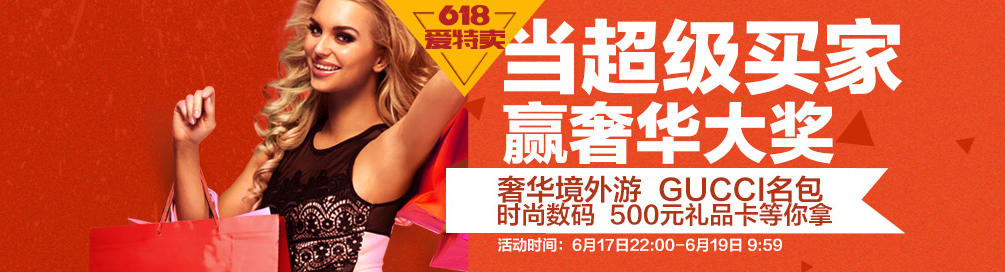 618
爱特卖
当超级买家
赢奢华大奖
奢华境外游 GUCCI名包
时尚数码 500元礼品卡等你拿
活动时间：6月17日22:00-6月19日 9:59